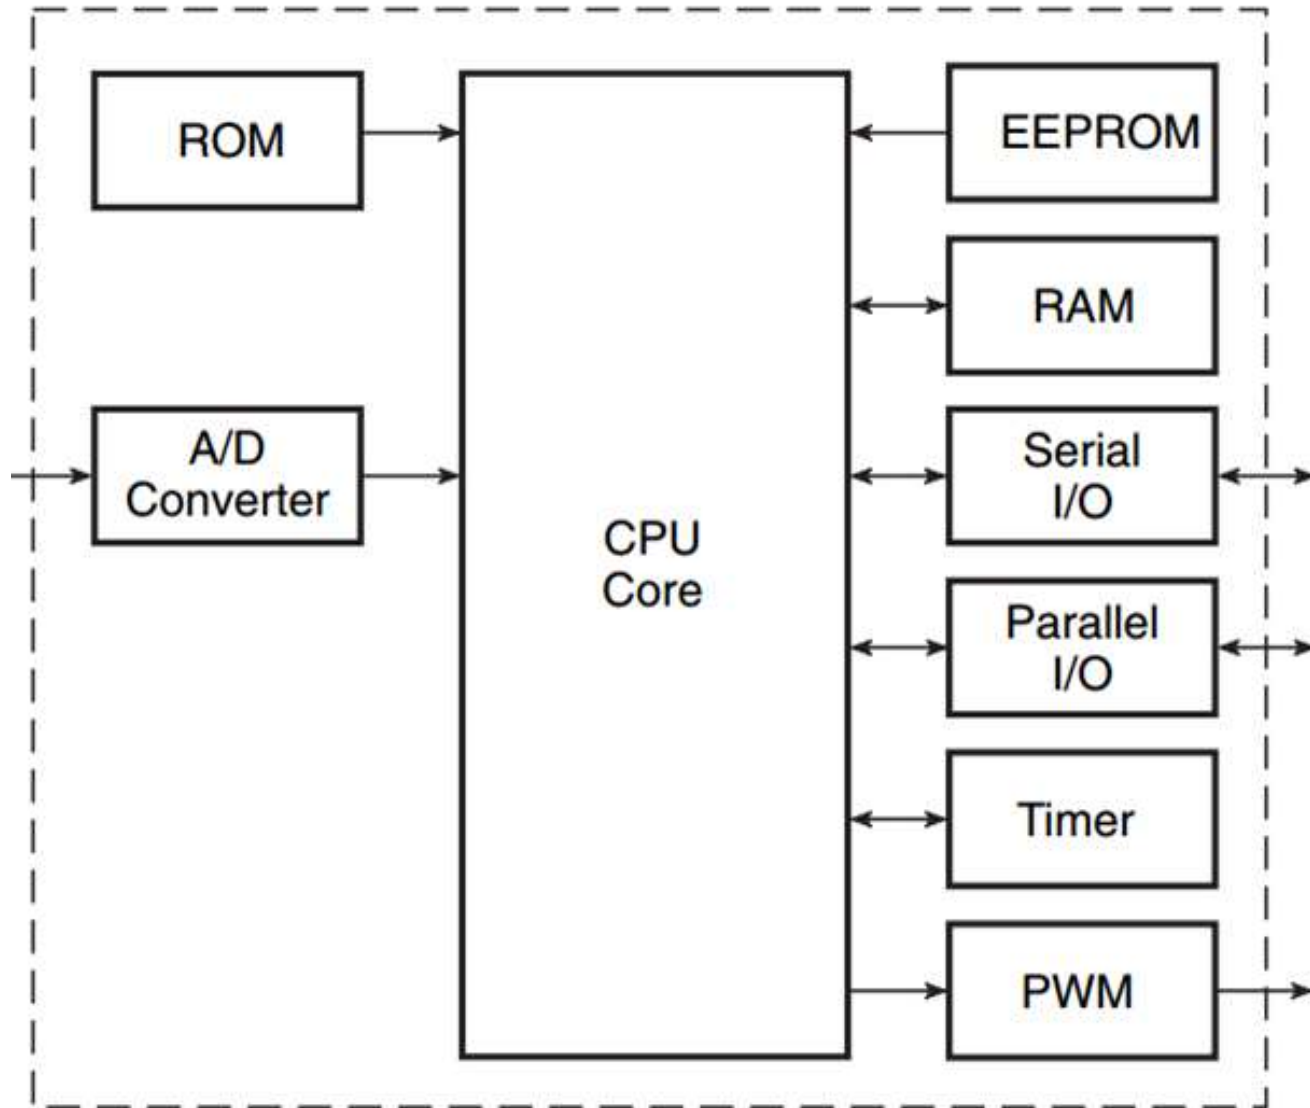 ROM
EEPROM
RAM
A/D
Converter
Serial
I/O
CPU
Core
Parallel
I/O
Timer
PWM